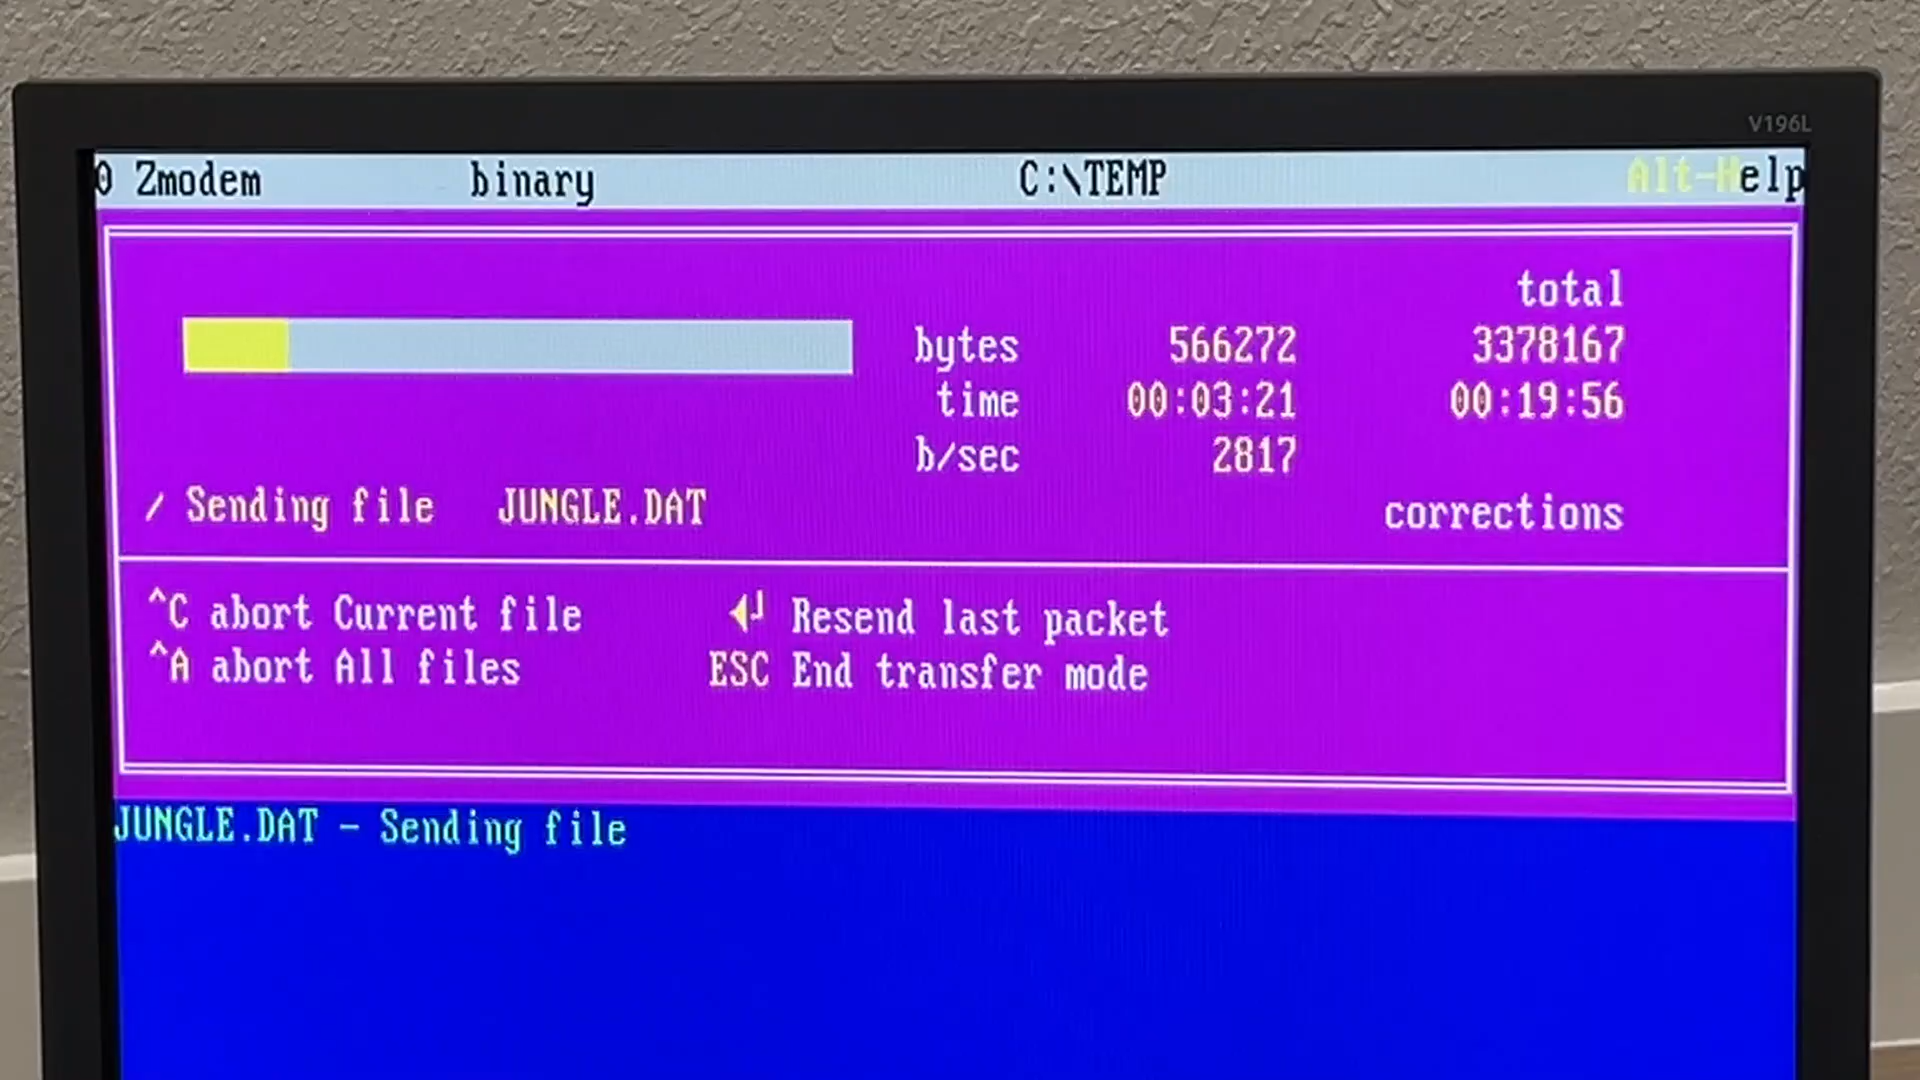 V196L
0 Zmodem binary C:\TEMP Alt-Help
total
bytes 566272 3378167
time 00:03:21 00:19:56
b/sec 2817
/ Sending file JUNGLE.DAT corrections
^C abort Current file ◄┘ Resend last packet
^A abort All files ESC End transfer mode
JUNGLE.DAT - Sending file